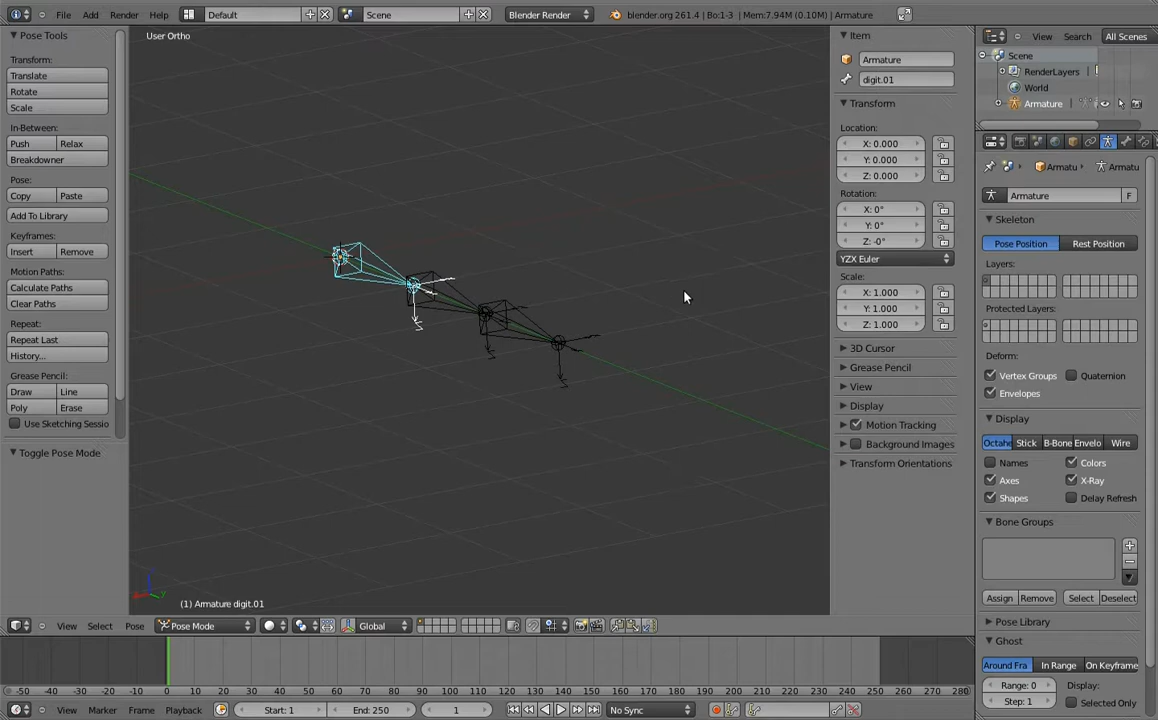 File Add Render Help Default Scene Blender Render blender.org 261.4 | Bo:1-3 | Mem:7.94M (0.10M) | Armature
Pose Tools
Transform:
Translate
Rotate
Scale
In-Between:
Push Relax
Breakdowner
Pose:
Copy Paste
Add To Library
Keyframes:
Insert Remove
Motion Paths:
Calculate Paths
Clear Paths
Repeat:
Repeat Last
History...
Grease Pencil:
Draw Line
Poly Erase
Use Sketching Sessio
Toggle Pose Mode
User Ortho
(1) Armature digit.01
View Select Pose Pose Mode Global
Item
Armature
digit.01
Transform
Location:
X: 0.000
Y: 0.000
Z: 0.000
Rotation:
X: 0°
Y: 0°
Z: -0°
YZX Euler
Scale:
X: 1.000
Y: 1.000
Z: 1.000
3D Cursor
Grease Pencil
View
Display
Motion Tracking
Background Images
Transform Orientations
View Search All Scenes
Scene
RenderLayers
World
Armature
Armatu Armatu
Armature F
Skeleton
Pose Position Rest Position
Layers:
Protected Layers:
Deform:
Vertex Groups Quaternion
Envelopes
Display
Octahe Stick B-Bone Envelo Wire
Names Colors
Axes X-Ray
Shapes Delay Refresh
Bone Groups
Assign Remove Select Deselect
Pose Library
Ghost
Around Fra In Range On Keyframe
Range: 0 Display:
Step: 1 Selected Only
-50 -40 -30 -20 -10 0 10 20 30 40 50 60 70 80 90 100 110 120 130 140 150 160 170 180 190 200 210 220 230 240 250 260 270 280
View Marker Frame Playback Start: 1 End: 250 1 No Sync